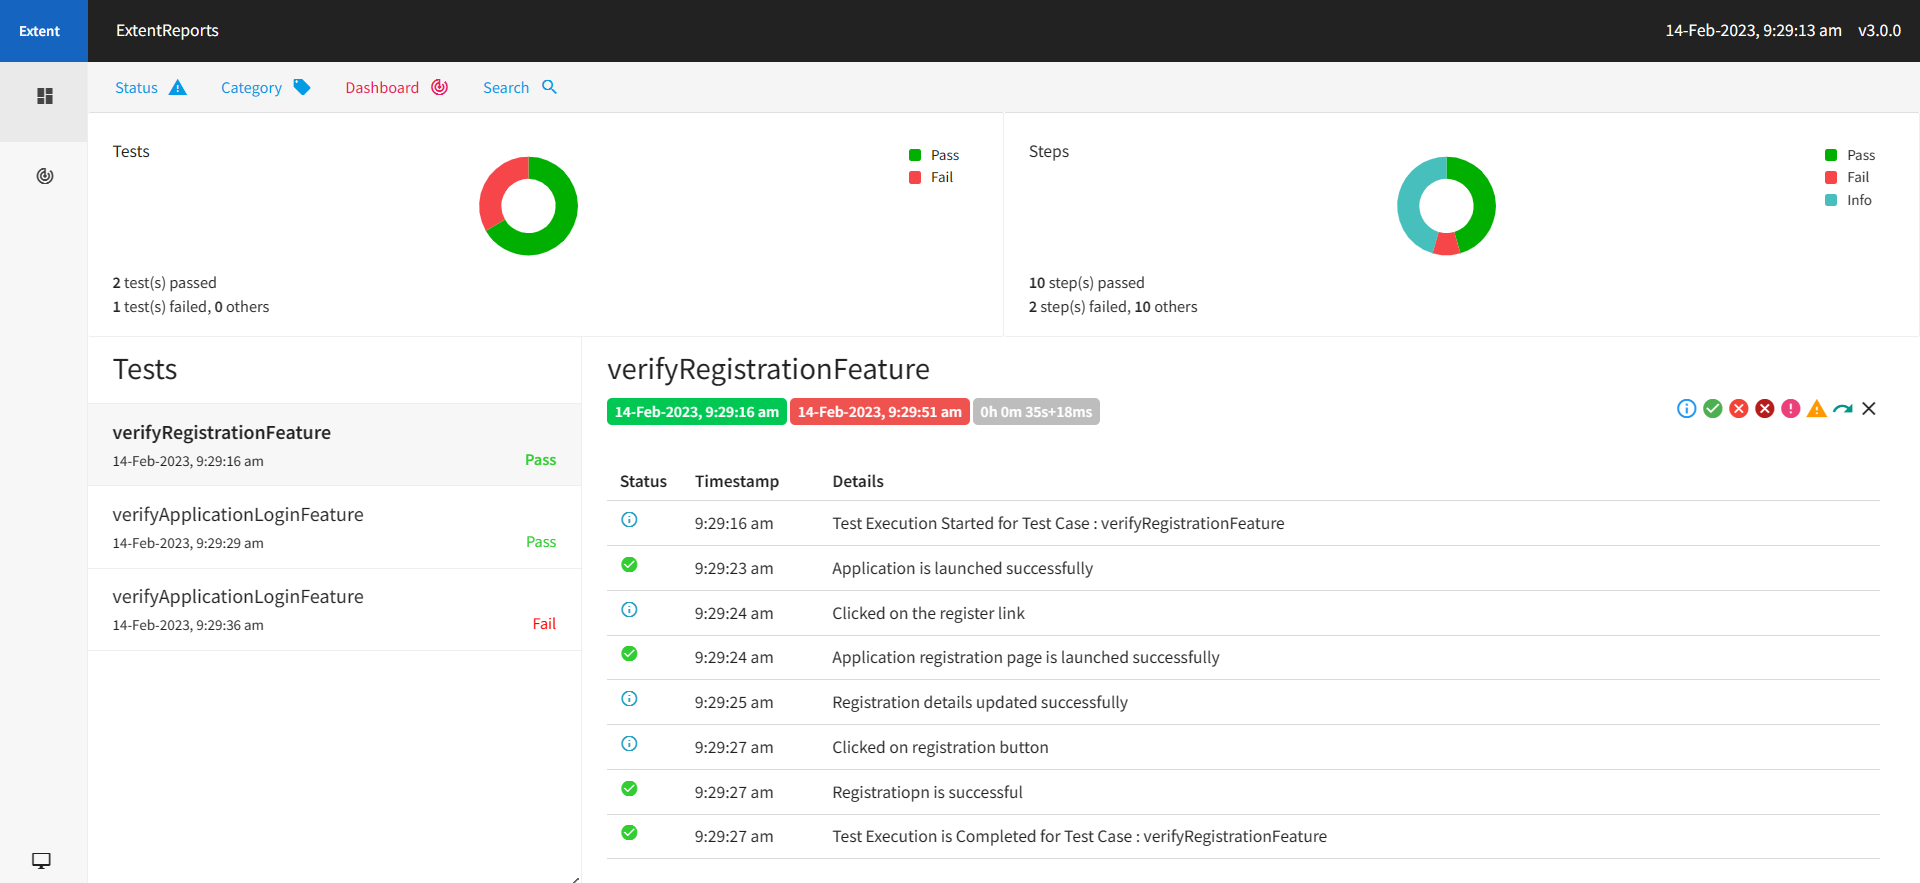 Extent
ExtentReports
14-Feb-2023, 9:29:13 am v3.0.0
Status Category Dashboard Search
Tests
Pass
Fail
2 test(s) passed
1 test(s) failed, 0 others
Steps
Pass
Fail
Info
10 step(s) passed
2 step(s) failed, 10 others
Tests
verifyRegistrationFeature
14-Feb-2023, 9:29:16 am Pass
verifyApplicationLoginFeature
14-Feb-2023, 9:29:29 am Pass
verifyApplicationLoginFeature
14-Feb-2023, 9:29:36 am Fail
verifyRegistrationFeature
14-Feb-2023, 9:29:16 am 14-Feb-2023, 9:29:51 am 0h 0m 35s+18ms
Status Timestamp Details
9:29:16 am Test Execution Started for Test Case : verifyRegistrationFeature
9:29:23 am Application is launched successfully
9:29:24 am Clicked on the register link
9:29:24 am Application registration page is launched successfully
9:29:25 am Registration details updated successfully
9:29:27 am Clicked on registration button
9:29:27 am Registratiopn is successful
9:29:27 am Test Execution is Completed for Test Case : verifyRegistrationFeature